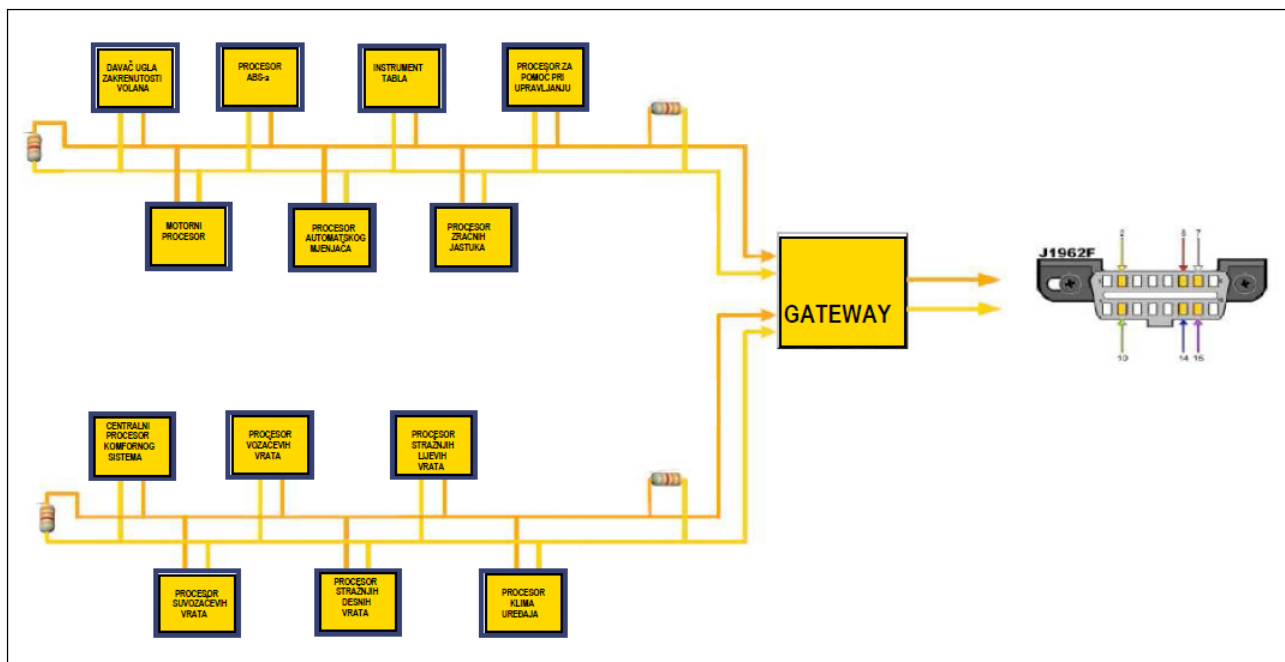 DAVAČ UGLA
ZAKRENUTOSTI
VOLANA
PROCESOR
ABS-a
INSTRUMENT
TABLA
PROCESOR ZA
POMOĆ PRI
UPRAVLJANJU
MOTORNI
PROCESOR
PROCESOR
AUTOMATSKOG
MJENJAČA
PROCESOR
ZRAČNIH
JASTUKA
GATEWAY
J1962F
2
6
7
10
14
15
CENTRALNI
PROCESOR
KOMFORNOG
SISTEMA
PROCESOR
VOZAČEVIH
VRATA
PROCESOR
STRAŽNJIH
LIJEVIH
VRATA
PROCESOR
SUVOZAČEVIH
VRATA
PROCESOR
STRAŽNJIH
DESNIH
VRATA
PROCESOR
KLIMA
UREĐAJA